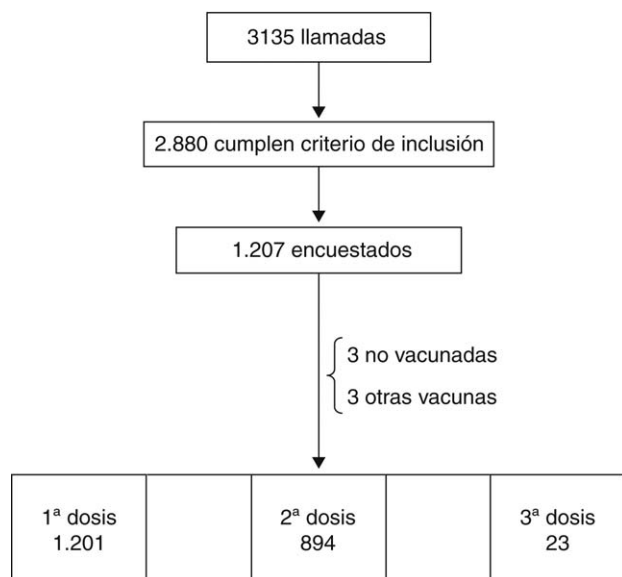 3135 llamadas
2.880 cumplen criterio de inclusión
1.207 encuestados
3 no vacunadas
3 otras vacunas
1ª dosis
1.201
2ª dosis
894
3ª dosis
23